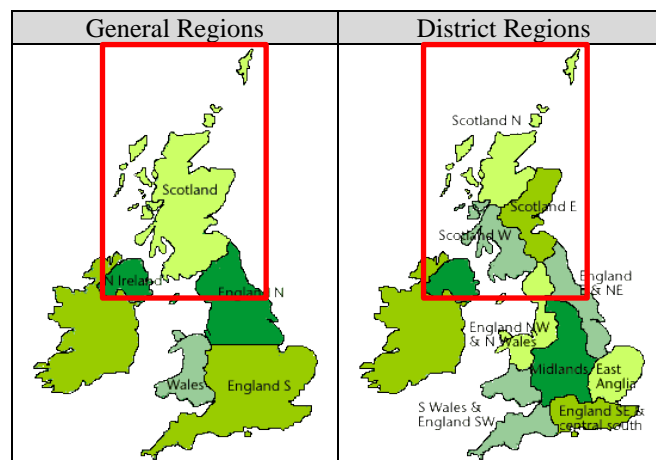 General Regions
District Regions
Scotland
N Ireland
England N
Wales
England S
Scotland N
Scotland E
Scotland W
England
E & NE
England NW
& N Wales
Midlands
East
Anglia
S Wales &
England SW
England SE &
central south